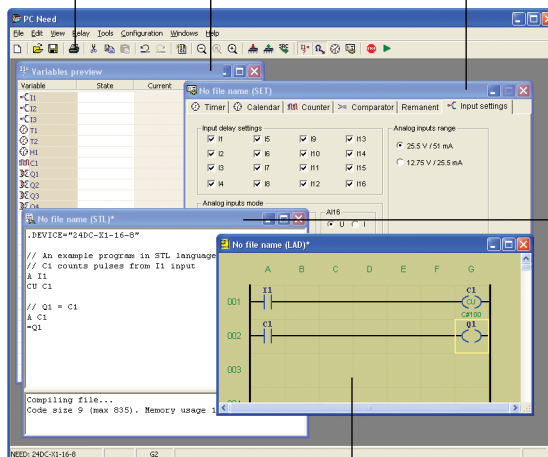 PC Need
File Edit View Relay Tools Configuration Windows Help
Variables preview
Variable State Current
I1
I2
I3
T1
T2
H1
C1
Q1
Q2
Q3
Q4
No file name (SET)
Timer Calendar Counter >= Comparator Remanent Input settings
Input delay settings
I1 I5 I9 I13
I2 I6 I10 I14
I3 I7 I11 I15
I4 I8 I12 I16
Analog inputs range
25.5 V / 51 mA
12.75 V / 25.5 mA
Analog inputs mode
AI16
U I
No file name (STL)*
.DEVICE="24DC-X1-16-8"
// An example program in STL language
// C1 counts pulses from I1 input
A I1
CU C1
// Q1 = C1
A C1
=Q1
Compiling file...
Code size 9 (max 835). Memory usage 1
No file name (LAD)*
A B C D E F G
I1 C1
001 CU
C#100
C1 Q1
002
003
NEED: 24DC-X1-16-8 G2